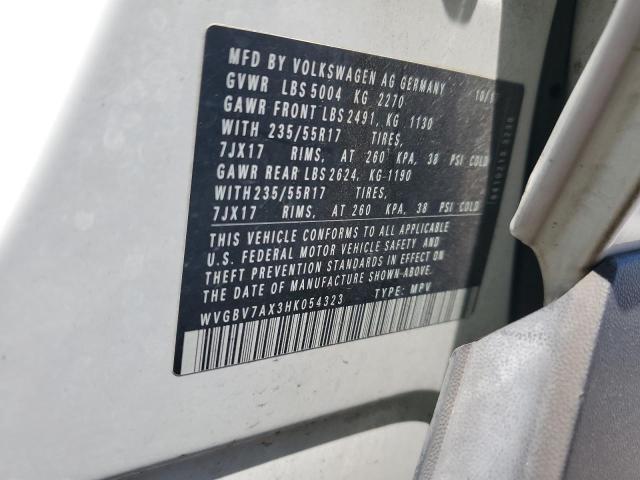 MFD BY VOLKSWAGEN AG GERMANY 10/
GVWR LBS 5004 KG 2270
GAWR FRONT LBS 2491, KG 1130
WITH 235/55R17 TIRES,
7JX17 RIMS, AT 260 KPA, 38 PSI COLD
GAWR REAR LBS 2624, KG-1190
WITH235/55R17 TIRES,
7JX17 RIMS, AT 260 KPA, 38 PSI COLD
THIS VEHICLE CONFORMS TO ALL APPLICABLE
U.S. FEDERAL MOTOR VEHICLE SAFETY AND
THEFT PREVENTION STANDARDS IN EFFECT ON
THE DATE OF MANUFACTURE SHOWN-ABOVE.
WVGBV7AX3HK054323 TYPE: MPV